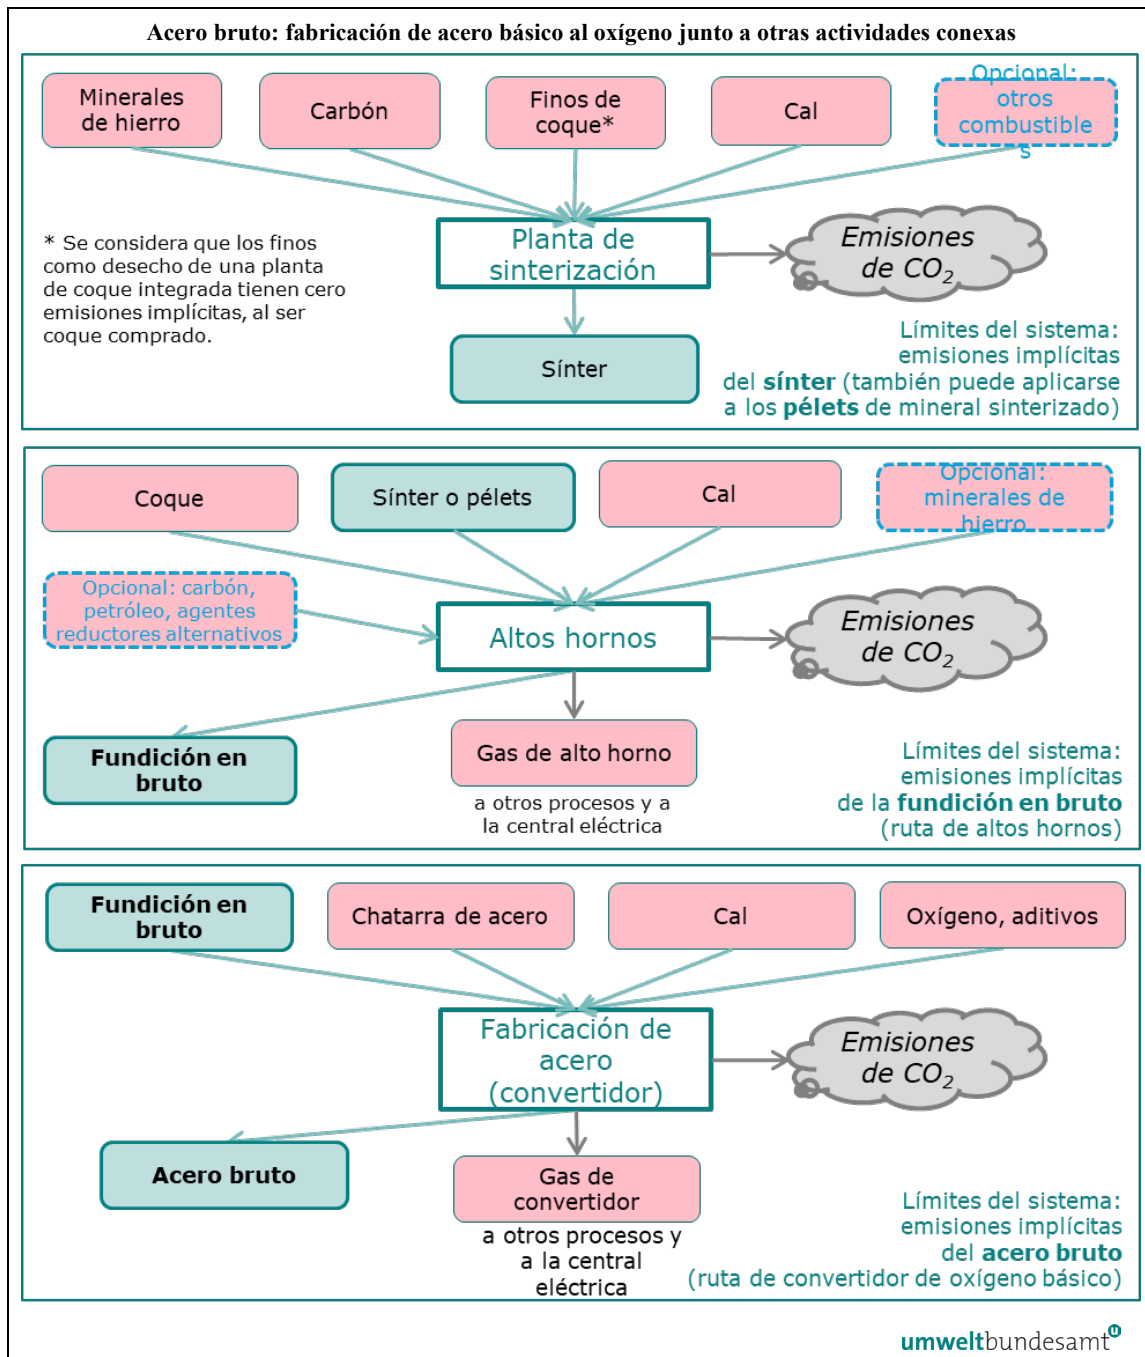 Acero bruto: fabricación de acero básico al oxígeno junto a otras actividades conexas
Minerales
de hierro
Carbón
Finos de
coque*
Cal
Opcional:
otros
combustible
s
* Se considera que los finos
como desecho de una planta
de coque integrada tienen cero
emisiones implícitas, al ser
coque comprado.
Planta de
sinterización
Emisiones
de CO2
Sínter
Límites del sistema:
emisiones implícitas
del sínter (también puede aplicarse
a los pélets de mineral sinterizado)
Coque
Sínter o pélets
Cal
Opcional:
minerales de
hierro
Opcional: carbón,
petróleo, agentes
reductores alternativos
Altos hornos
Emisiones
de CO2
Fundición en
bruto
Gas de alto horno
a otros procesos y a
la central eléctrica
Límites del sistema:
emisiones implícitas
de la fundición en bruto
(ruta de altos hornos)
Fundición en
bruto
Chatarra de acero
Cal
Oxígeno, aditivos
Fabricación de
acero
(convertidor)
Emisiones
de CO2
Acero bruto
Gas de
convertidor
a otros procesos y
a la central
eléctrica
Límites del sistema:
emisiones implícitas
del acero bruto
(ruta de convertidor de oxígeno básico)
umweltbundesamt u